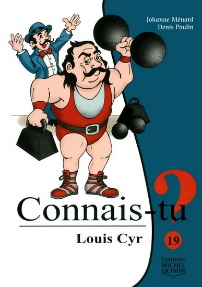 Johanne Ménard
Denis Poulin
Connais-tu ?
Louis Cyr
19
ÉDITIONS
MICHEL
QUINTIN